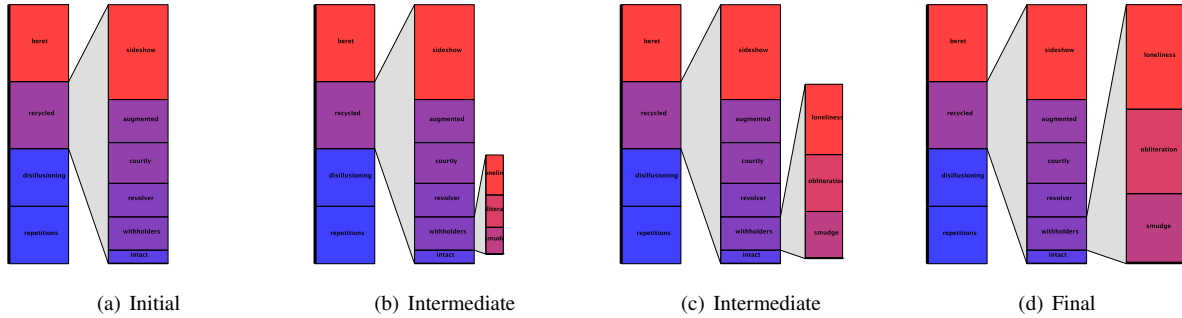 beret
recycled
disillusioning
repetitions
sideshow
augmented
courtly
revolver
withholders
intact
(a) Initial
beret
recycled
disillusioning
repetitions
sideshow
augmented
courtly
revolver
withholders
intact
(b) Intermediate
beret
recycled
disillusioning
repetitions
sideshow
augmented
courtly
revolver
withholders
intact
loneliness
obliteration
smudge
(c) Intermediate
beret
recycled
disillusioning
repetitions
sideshow
augmented
courtly
revolver
withholders
intact
loneliness
obliteration
smudge
(d) Final